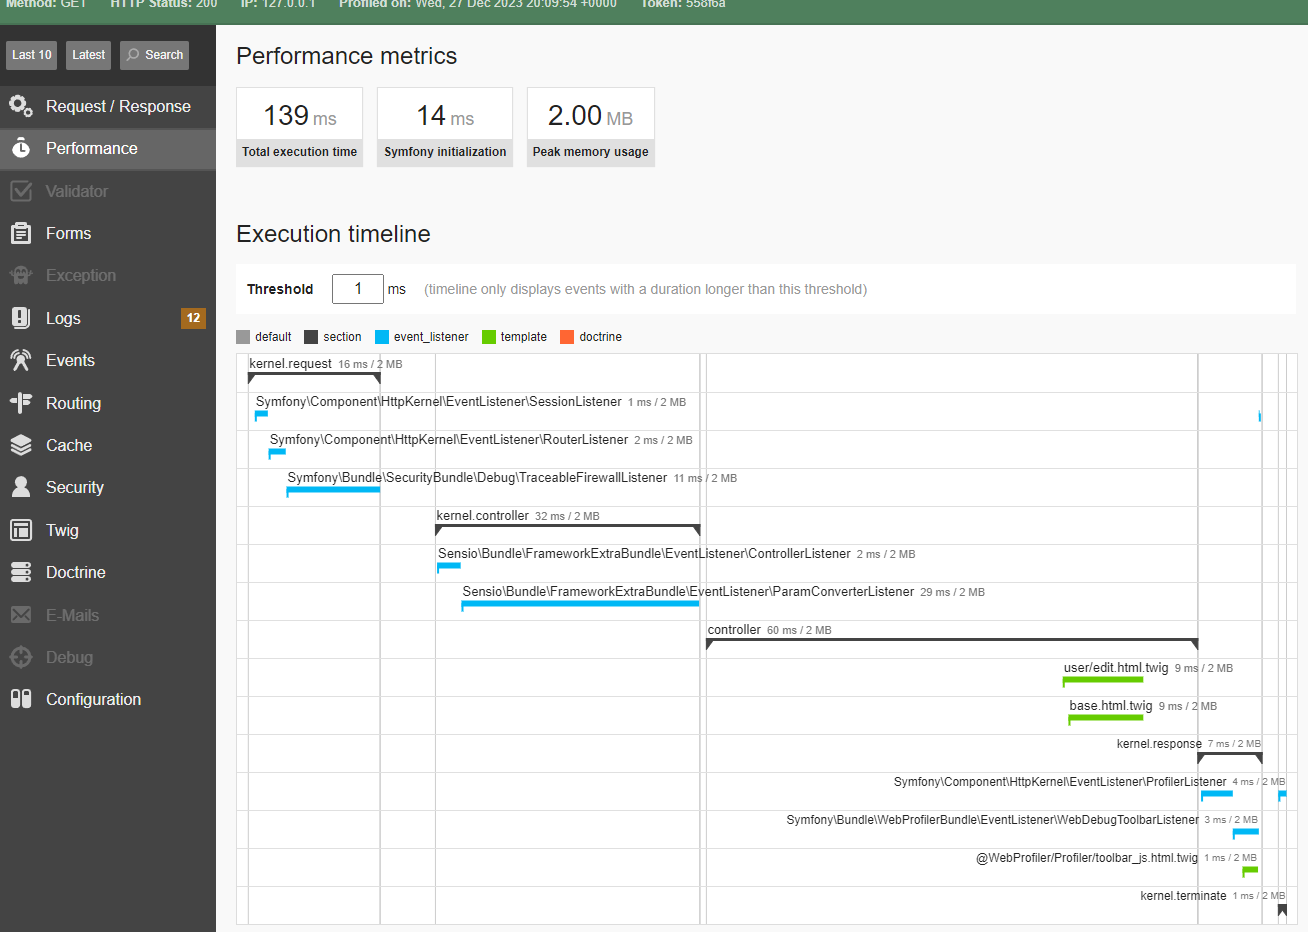 Method: GET HTTP Status: 200 IP: 127.0.0.1 Profiled on: Wed, 27 Dec 2023 20:09:54 +0000 Token: 558f6a
Last 10 Latest Search
Request / Response
Performance
Validator
Forms
Exception
Logs 12
Events
Routing
Cache
Security
Twig
Doctrine
E-Mails
Debug
Configuration
Performance metrics
139 ms
Total execution time
14 ms
Symfony initialization
2.00 MB
Peak memory usage
Execution timeline
Threshold 1 ms (timeline only displays events with a duration longer than this threshold)
default section event_listener template doctrine
kernel.request 16 ms / 2 MB
Symfony\Component\HttpKernel\EventListener\SessionListener 1 ms / 2 MB
Symfony\Component\HttpKernel\EventListener\RouterListener 2 ms / 2 MB
Symfony\Bundle\SecurityBundle\Debug\TraceableFirewallListener 11 ms / 2 MB
kernel.controller 32 ms / 2 MB
Sensio\Bundle\FrameworkExtraBundle\EventListener\ControllerListener 2 ms / 2 MB
Sensio\Bundle\FrameworkExtraBundle\EventListener\ParamConverterListener 29 ms / 2 MB
controller 60 ms / 2 MB
user/edit.html.twig 9 ms / 2 MB
base.html.twig 9 ms / 2 MB
kernel.response 7 ms / 2 MB
Symfony\Component\HttpKernel\EventListener\ProfilerListener 4 ms / 2 MB
Symfony\Bundle\WebProfilerBundle\EventListener\WebDebugToolbarListener 3 ms / 2 MB
@WebProfiler/Profiler/toolbar_js.html.twig 1 ms / 2 MB
kernel.terminate 1 ms / 2 MB